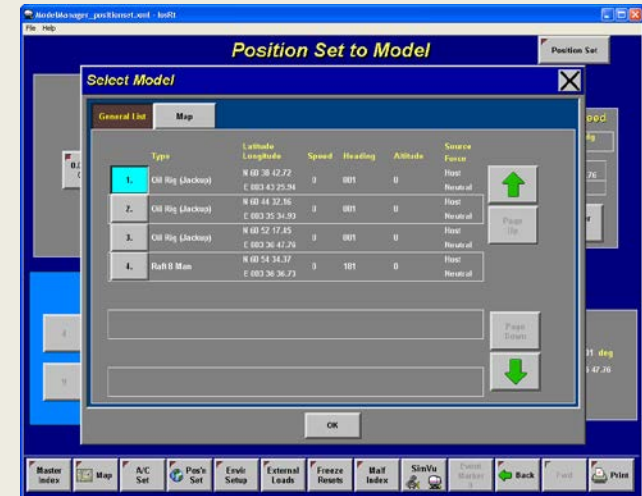 ModelManager_positionset.xml - IosRt
File Help
Position Set to Model
Position Set
Select Model
General List Map
Type Latitude Longitude Speed Heading Altitude Source Force
1. Oil Rig (Jackup) N 60 38 42.72 0 001 0 Host
E 003 43 25.94 Neutral
2. Oil Rig (Jackup) N 60 44 32.16 0 001 0 Host
E 003 35 34.93 Neutral
3. Oil Rig (Jackup) N 60 52 17.45 0 001 0 Host
E 003 36 47.76 Neutral
4. Raft 8 Man N 60 54 34.37 0 181 0 Host
E 003 36 36.73 Neutral
Page Up
Page Down
OK
deg
47.76
Master Index
Map
A/C Set
Pos'n Set
Envir Setup
External Loads
Freeze Resets
Malf Index
SimVu
Event Marker
Back
Fwd
Print